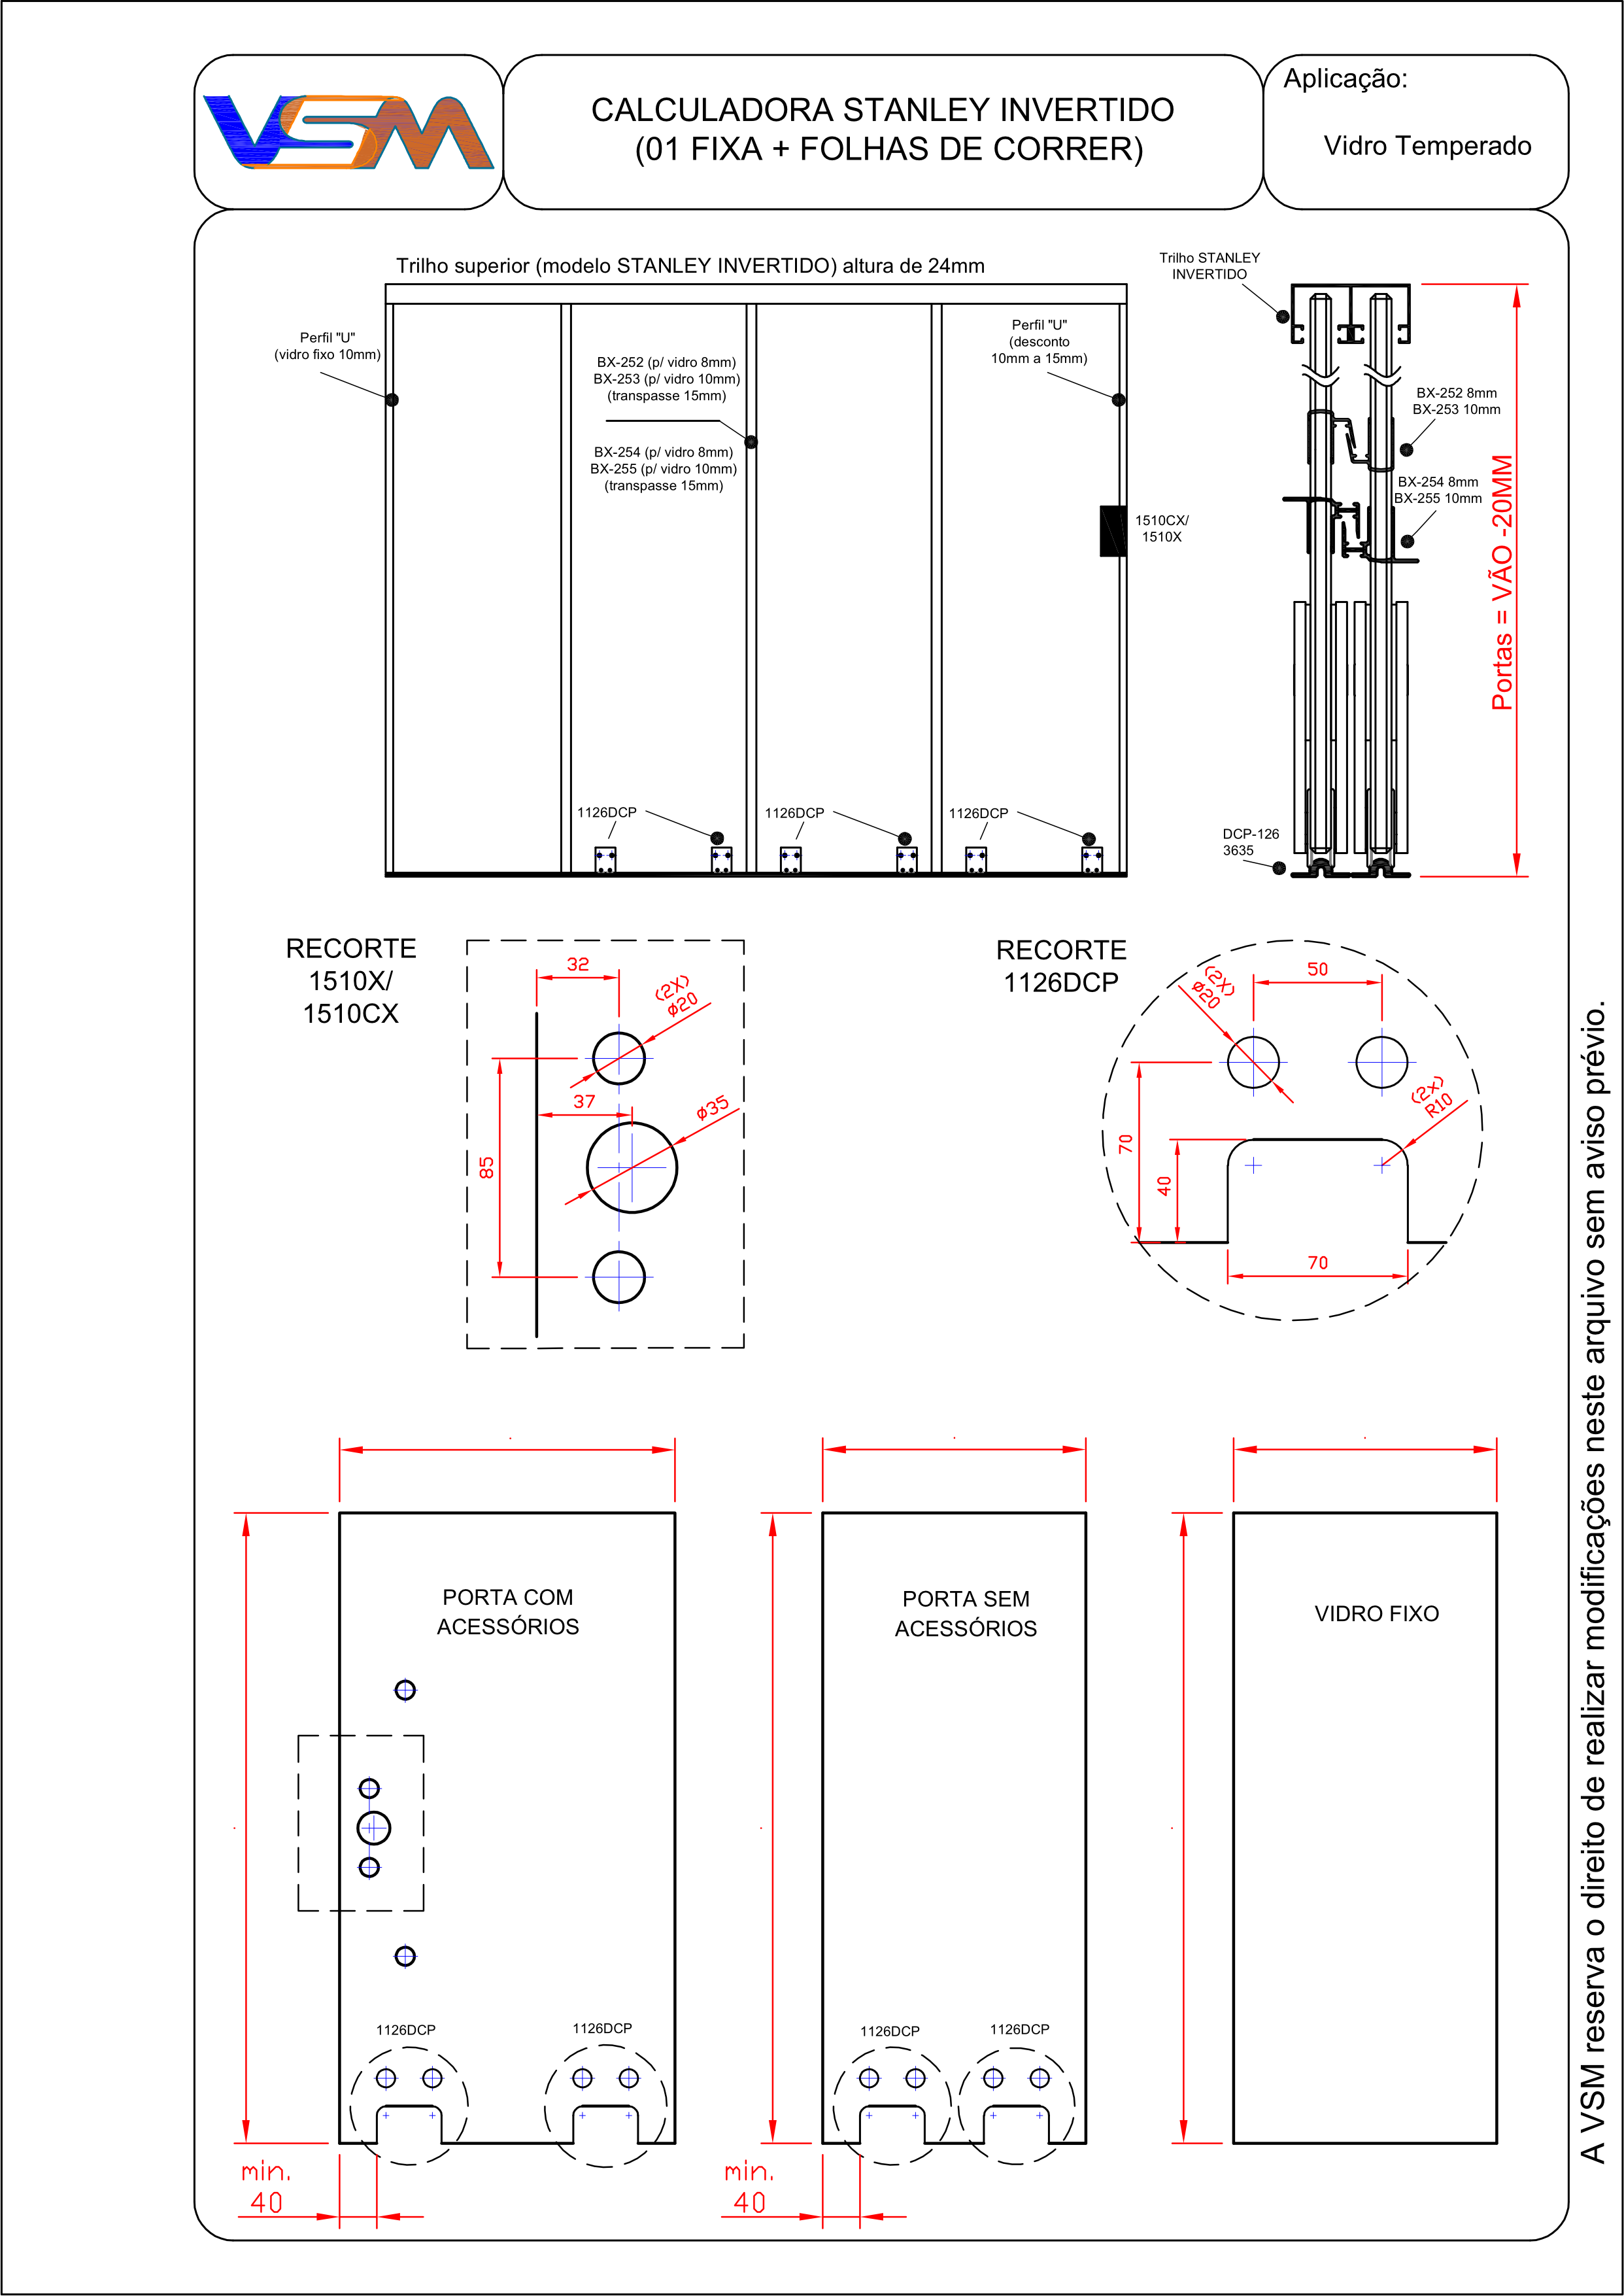 VSM
CALCULADORA STANLEY INVERTIDO
(01 FIXA + FOLHAS DE CORRER)
Aplicação:
Vidro Temperado
Trilho superior (modelo STANLEY INVERTIDO) altura de 24mm
Perfil "U"
(vidro fixo 10mm)
BX-252 (p/ vidro 8mm)
BX-253 (p/ vidro 10mm)
(transpasse 15mm)
BX-254 (p/ vidro 8mm)
BX-255 (p/ vidro 10mm)
(transpasse 15mm)
Perfil "U"
(desconto
10mm a 15mm)
1510CX/
1510X
1126DCP
1126DCP
1126DCP
Trilho STANLEY
INVERTIDO
BX-252 8mm
BX-253 10mm
BX-254 8mm
BX-255 10mm
DCP-126
3635
Portas = VÃO -20MM
RECORTE
1510X/
1510CX
32
(2X)
ø20
37
ø35
85
RECORTE
1126DCP
(2X)
ø20
50
70
40
(2x)
R10
70
PORTA COM
ACESSÓRIOS
1126DCP
1126DCP
min.
40
PORTA SEM
ACESSÓRIOS
1126DCP
1126DCP
min.
40
VIDRO FIXO
A VSM reserva o direito de realizar modificações neste arquivo sem aviso prévio.